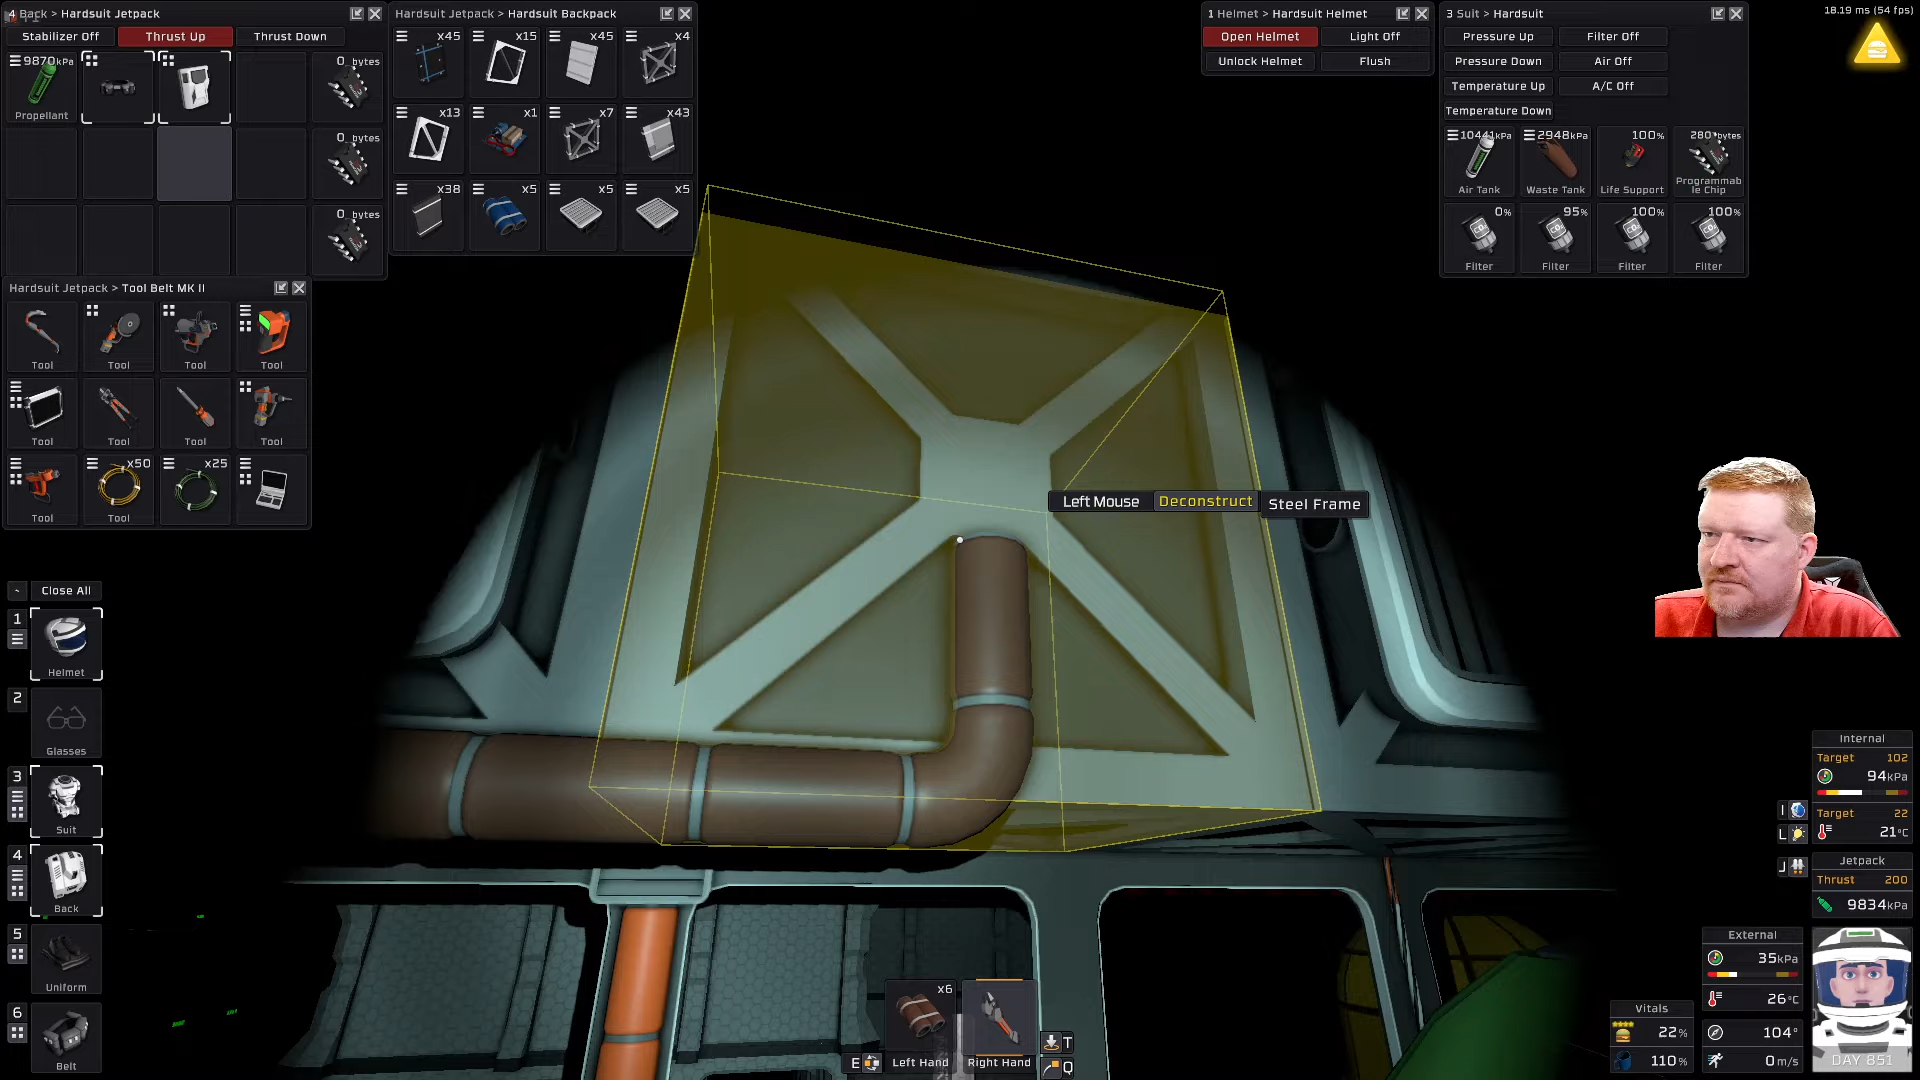 4 Back > Hardsuit Jetpack
Stabilizer Off
Thrust Up
Thrust Down
9870kPa
Propellant
0 bytes
0 bytes
0 bytes
Hardsuit Jetpack > Hardsuit Backpack
x45
x15
x45
x4
x13
x1
x7
x43
x38
x5
x5
x5
Hardsuit Jetpack > Tool Belt MK II
Tool
Tool
Tool
Tool
Tool
Tool
Tool
Tool
x50
x25
Tool
Tool
1 Helmet > Hardsuit Helmet
Open Helmet
Light Off
Unlock Helmet
Flush
3 Suit > Hardsuit
Pressure Up
Filter Off
Pressure Down
Air Off
Temperature Up
A/C Off
Temperature Down
10441kPa
2948kPa
100%
280 bytes
Air Tank
Waste Tank
Life Support
Programmab
le Chip
0%
95%
100%
100%
Filter
Filter
Filter
Filter
18.19 ms (54 fps)
Left Mouse
Deconstruct
Steel Frame
~
Close All
1
Helmet
2
Glasses
3
Suit
4
Back
5
Uniform
6
Belt
x6
E
Left Hand
Right Hand
T
Q
Internal
Target 102
94kPa
I
Target 22
L
21°C
J
Jetpack
Thrust 200
9834kPa
External
35kPa
26°C
Vitals
22%
104°
110%
0m/s
DAY 851